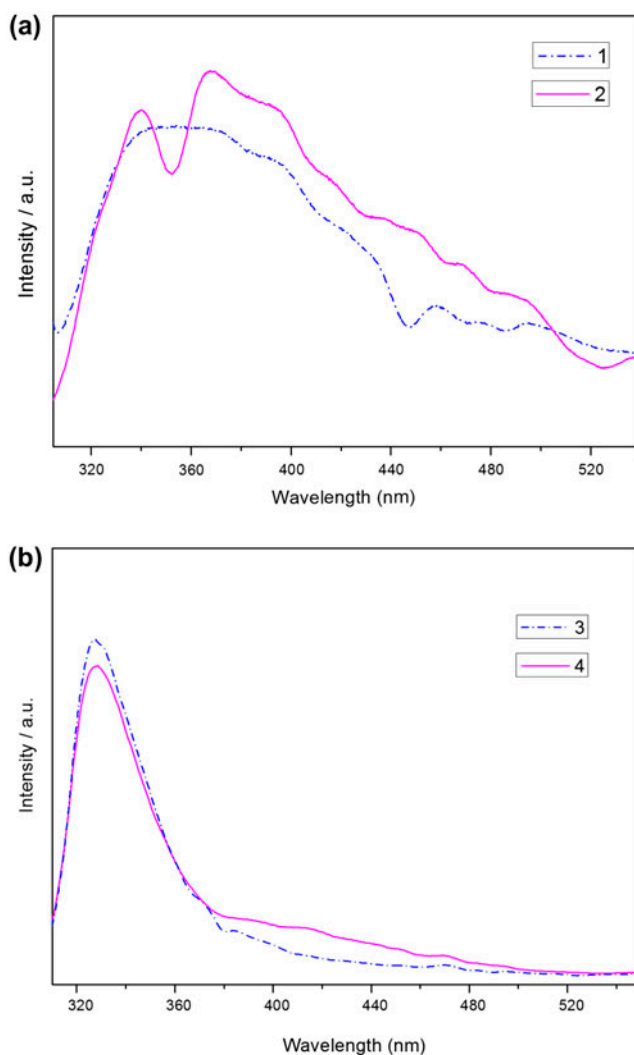 (a)
1
2
Intensity / a.u.
320 360 400 440 480 520
Wavelength (nm)
(b)
3
4
Intensity / a.u.
320 360 400 440 480 520
Wavelength (nm)